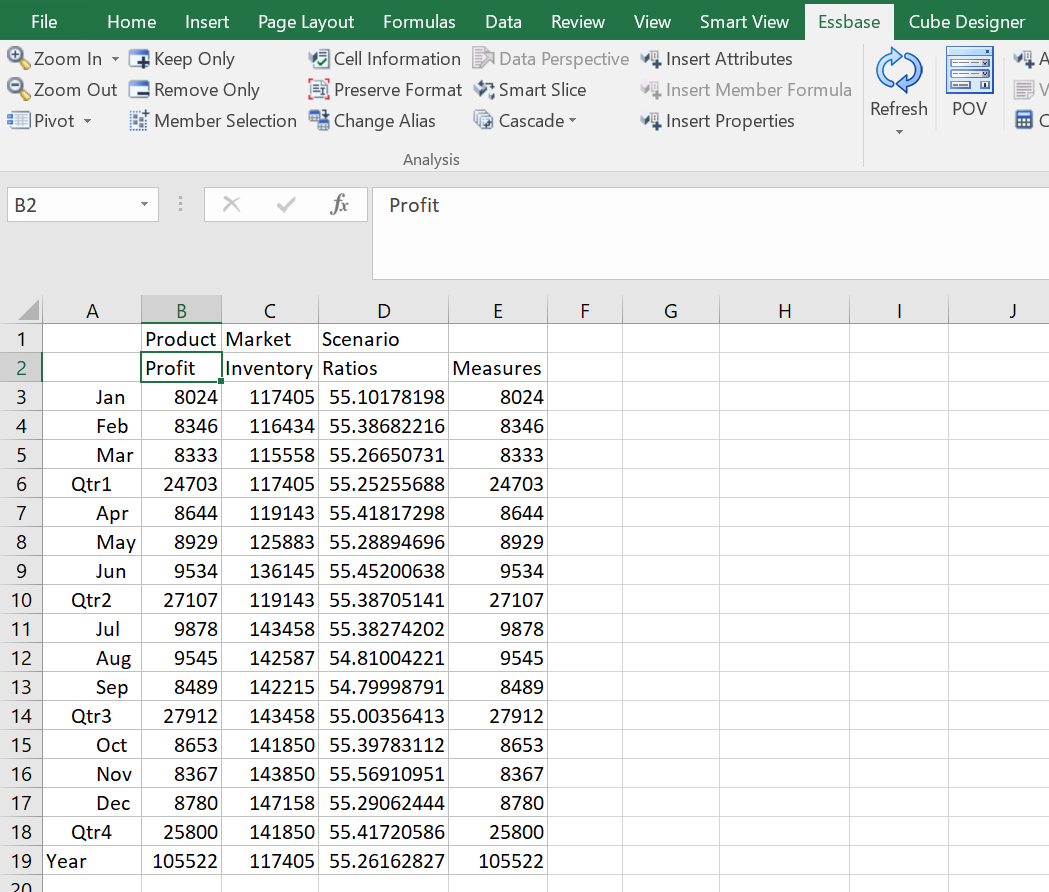 File Home Insert Page Layout Formulas Data Review View Smart View Essbase Cube Designer
Zoom In Keep Only Cell Information Data Perspective Insert Attributes A
Zoom Out Remove Only Preserve Format Smart Slice Insert Member Formula V
Pivot Member Selection Change Alias Cascade Insert Properties Refresh POV C
Analysis
B2 fx Profit
A B C D E F G H I J
1 Product Market Scenario
2 Profit Inventory Ratios Measures
3 Jan 8024 117405 55.10178198 8024
4 Feb 8346 116434 55.38682216 8346
5 Mar 8333 115558 55.26650731 8333
6 Qtr1 24703 117405 55.25255688 24703
7 Apr 8644 119143 55.41817298 8644
8 May 8929 125883 55.28894696 8929
9 Jun 9534 136145 55.45200638 9534
10 Qtr2 27107 119143 55.38705141 27107
11 Jul 9878 143458 55.38274202 9878
12 Aug 9545 142587 54.81004221 9545
13 Sep 8489 142215 54.79998791 8489
14 Qtr3 27912 143458 55.00356413 27912
15 Oct 8653 141850 55.39783112 8653
16 Nov 8367 143850 55.56910951 8367
17 Dec 8780 147158 55.29062444 8780
18 Qtr4 25800 141850 55.41720586 25800
19 Year 105522 117405 55.26162827 105522
20